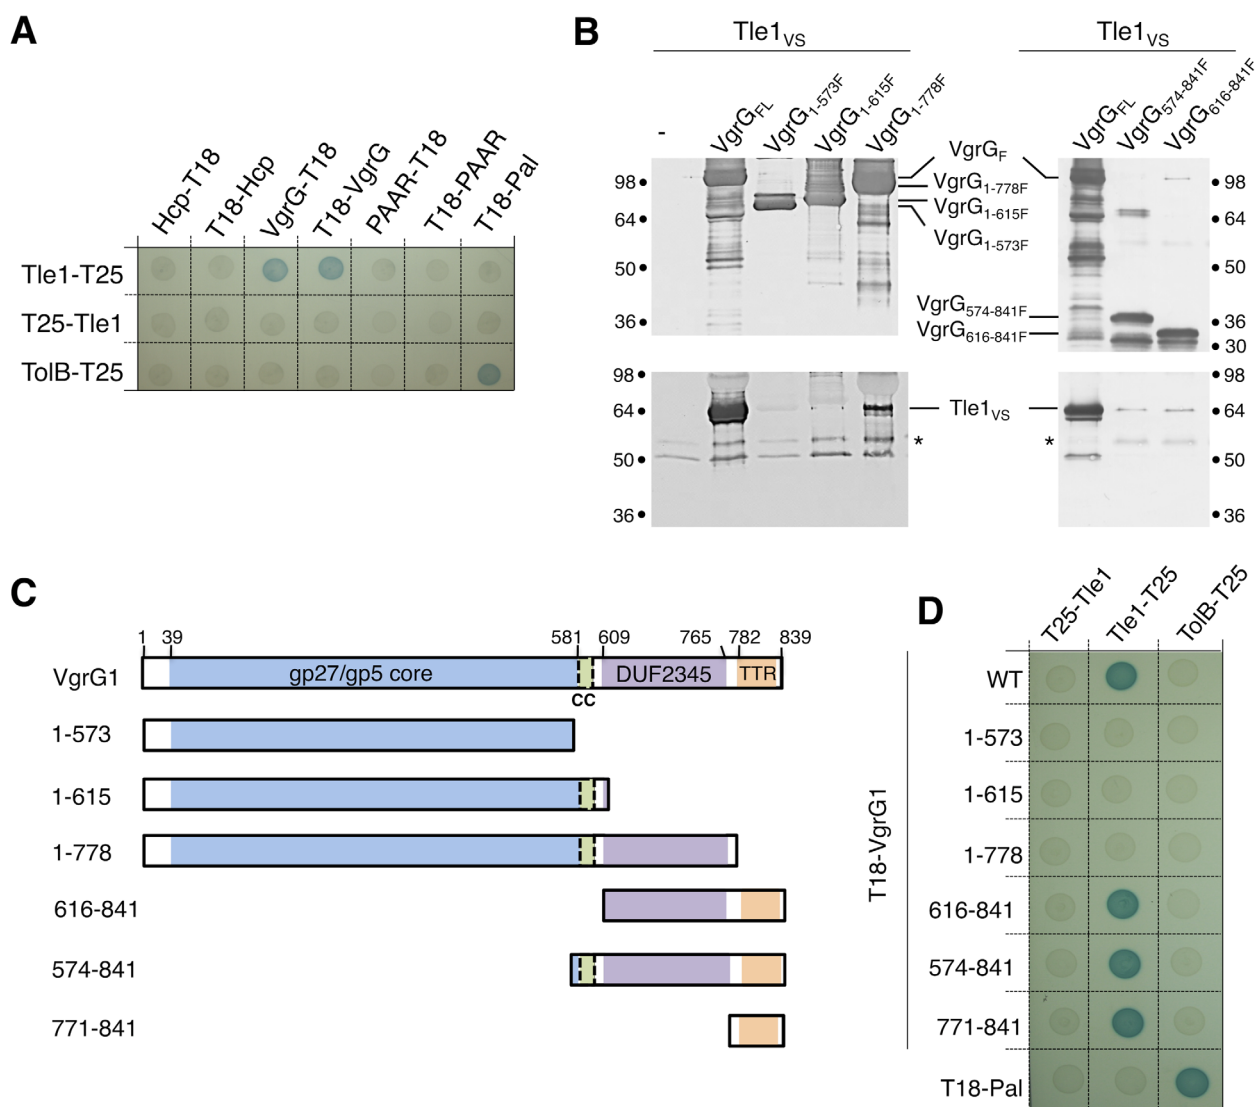 A
Hcp-T18
T18-Hcp
VgrG-T18
T18-VgrG
PAAR-T18
T18-PAAR
T18-Pal
Tle1-T25
T25-Tle1
TolB-T25
B
Tle1VS
Tle1VS
-
VgrGFL
VgrG1-573F
VgrG1-615F
VgrG1-778F
VgrGFL
VgrG574-841F
VgrG616-841F
98
64
50
36
VgrGF
VgrG1-778F
VgrG1-615F
VgrG1-573F
VgrG574-841F
VgrG616-841F
98
64
50
36
30
98
64
50
36
Tle1VS
*
*
98
64
50
36
C
1 39 581 609 765 782 839
VgrG1 gp27/gp5 core DUF2345 TTR
CC
1-573
1-615
1-778
616-841
574-841
771-841
D
T25-Tle1
Tle1-T25
TolB-T25
T18-VgrG1
WT
1-573
1-615
1-778
616-841
574-841
771-841
T18-Pal